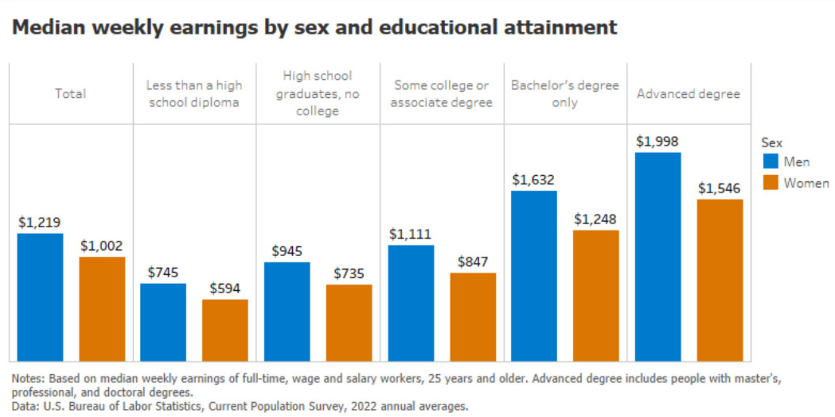 Median weekly earnings by sex and educational attainment
Total
Less than a high
school diploma
High school
graduates, no
college
Some college or
associate degree
Bachelor's degree
only
Advanced degree
Sex
Men
Women
$1,219
$1,002
$745
$594
$945
$735
$1,111
$847
$1,632
$1,248
$1,998
$1,546
Notes: Based on median weekly earnings of full-time, wage and salary workers, 25 years and older. Advanced degree includes people with master's,
professional, and doctoral degrees.
Data: U.S. Bureau of Labor Statistics, Current Population Survey, 2022 annual averages.